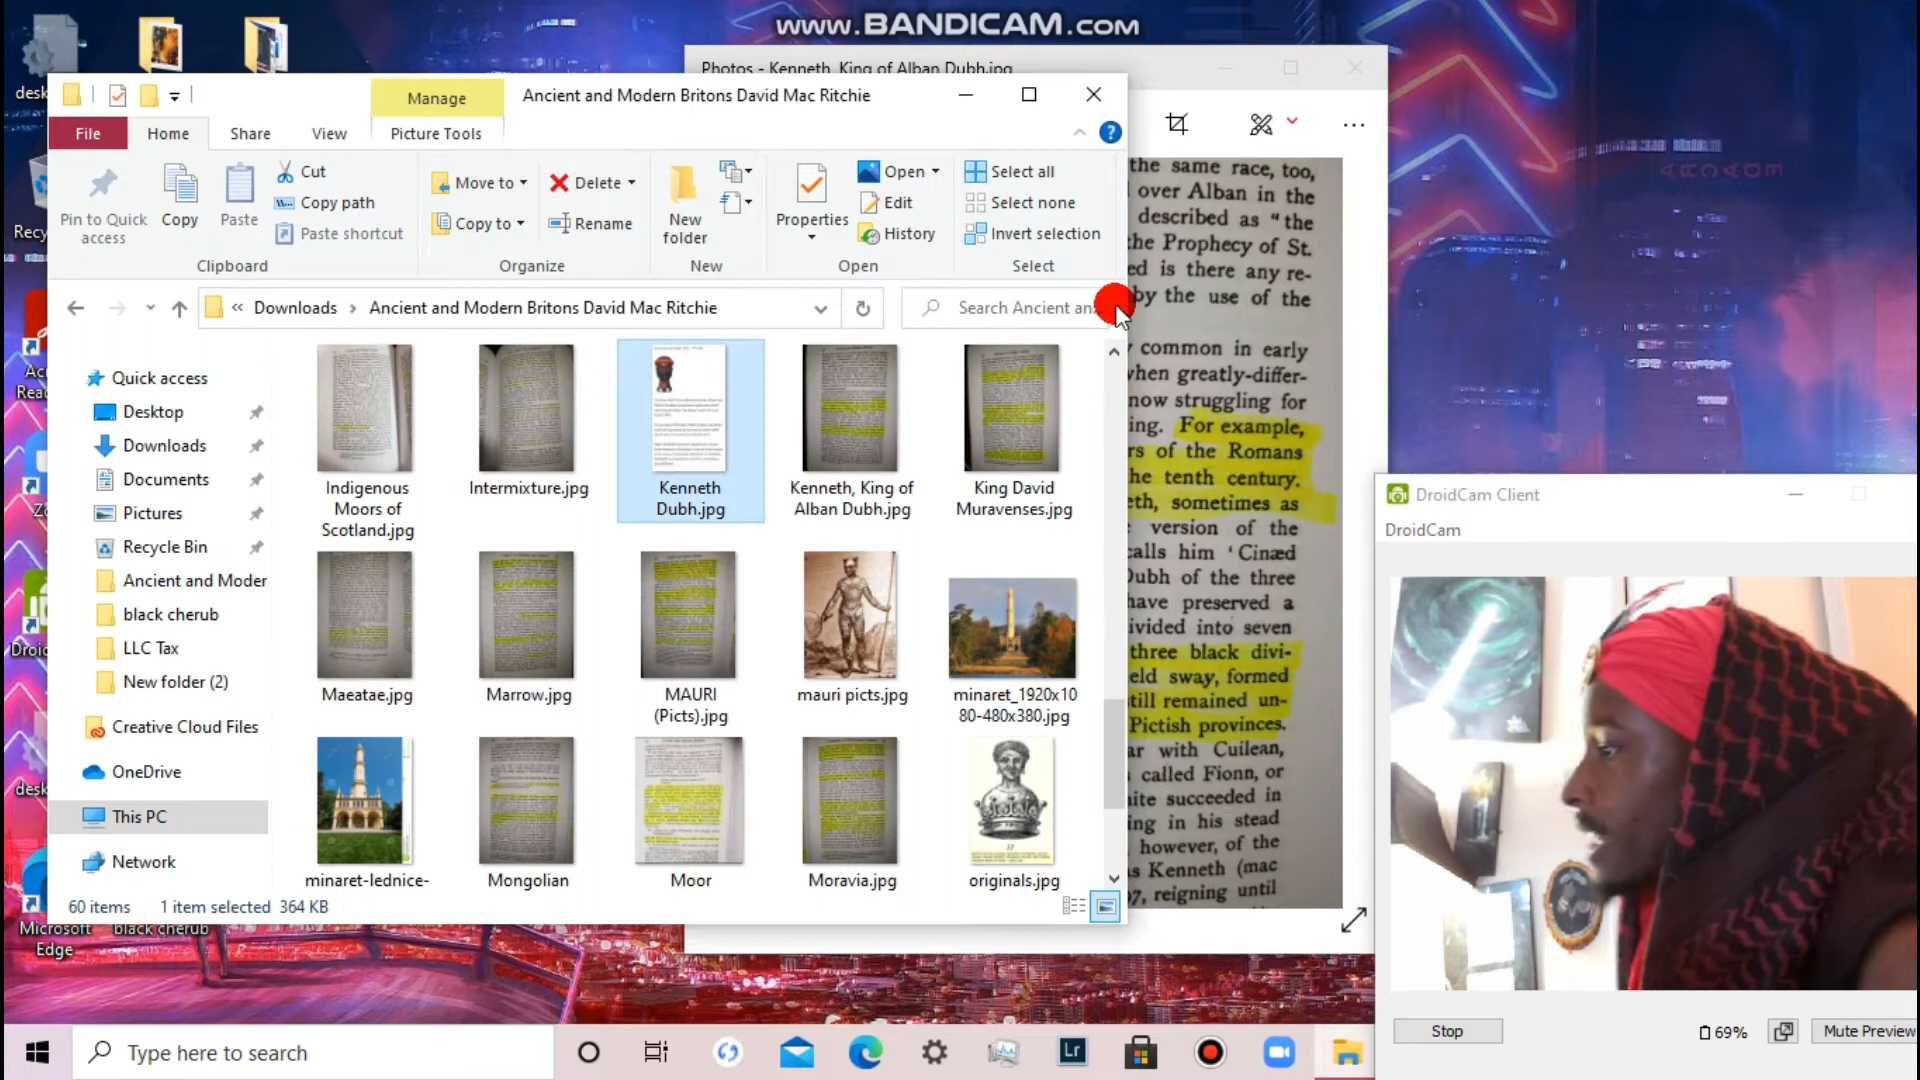 www.BANDICAM.com
Photos - Kenneth, King of Alban Dubh.jpg
desk
Manage
Ancient and Modern Britons David Mac Ritchie
File
Home
Share
View
Picture Tools
Pin to Quick access
Copy
Paste
Cut
Copy path
Paste shortcut
Move to
Copy to
Delete
Rename
New folder
Properties
Open
Edit
History
Select all
Select none
Invert selection
Clipboard
Organize
New
Open
Select
Recy
Downloads
Ancient and Modern Britons David Mac Ritchie
Search Ancient an
Quick access
Desktop
Downloads
Documents
Pictures
Recycle Bin
Ancient and Moder
black cherub
LLC Tax
New folder (2)
Creative Cloud Files
OneDrive
This PC
Network
Indigenous Moors of Scotland.jpg
Intermixture.jpg
Kenneth Dubh.jpg
Kenneth, King of Alban Dubh.jpg
King David Muravenses.jpg
Maeatae.jpg
Marrow.jpg
MAURI (Picts).jpg
mauri picts.jpg
minaret_1920x1080-480x380.jpg
minaret-lednice-
Mongolian
Moor
Moravia.jpg
originals.jpg
60 items
1 item selected 364 KB
the same race, too,
over Alban in the
described as "the
the Prophecy of St.
ed is there any re-
by the use of the
common in early
when greatly-differ-
now struggling for
ing. For example,
rs of the Romans
he tenth century.
eth, sometimes as
version of the
calls him 'Cinæd
Dubh of the three
have preserved a
ivided into seven
three black divi-
eld sway, formed
still remained un-
Pictish provinces.
ar with Cuilean,
called Fionn, or
ite succeeded in
ing in his stead
however, of the
s Kenneth (mac
97, reigning until
DroidCam Client
DroidCam
Stop
69%
Mute Preview
Acr
Rea
Droid
desk
Microsoft Edge
black cherub
Type here to search
Lr